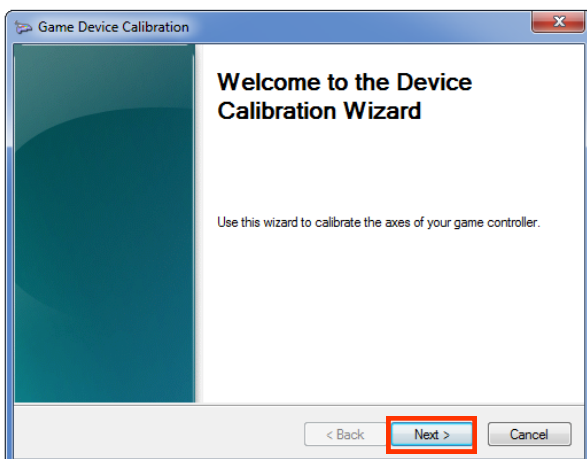 Game Device Calibration
Welcome to the Device
Calibration Wizard
Use this wizard to calibrate the axes of your game controller.
< Back Next > Cancel